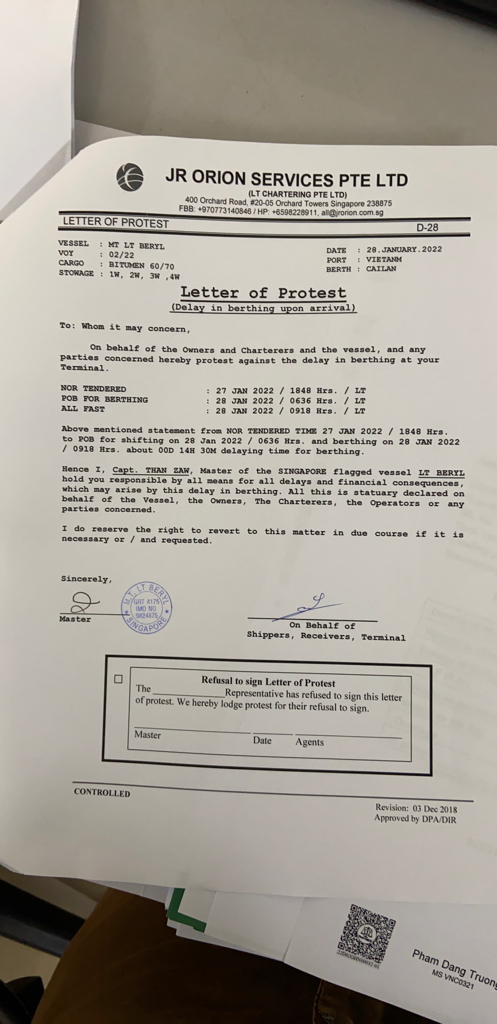 JR ORION SERVICES PTE LTD
(LT CHARTERING PTE LTD)
400 Orchard Road, #20-05 Orchard Towers Singapore 238875
FBB: +970773140846 / HP: +6598228911, all@jrorion.com.sg
LETTER OF PROTEST D-28
VESSEL : MT LT BERYL
VOY : 02/22
CARGO : BITUMEN 60/70
STOWAGE : 1W, 2W, 3W ,4W
DATE : 28.JANUARY.2022
PORT : VIETANM
BERTH : CAILAN
Letter of Protest
(Delay in berthing upon arrival)
To: Whom it may concern,
On behalf of the Owners and Charterers and the vessel, and any
parties concerned hereby protest against the delay in berthing at your
Terminal.
NOR TENDERED : 27 JAN 2022 / 1848 Hrs. / LT
POB FOR BERTHING : 28 JAN 2022 / 0636 Hrs. / LT
ALL FAST : 28 JAN 2022 / 0918 Hrs. / LT
Above mentioned statement from NOR TENDERED TIME 27 JAN 2022 / 1848 Hrs.
to POB for shifting on 28 Jan 2022 / 0636 Hrs. and berthing on 28 JAN 2022
/ 0918 Hrs. about 00D 14H 30M delaying time for berthing.
Hence I, Capt. THAN ZAW, Master of the SINGAPORE flagged vessel LT BERYL
hold you responsible by all means for all delays and financial consequences,
which may arise by this delay in berthing. All this is statuary declared on
behalf of the Vessel, the Owners, The Charterers, the Operators or any
parties concerned.
I do reserve the right to revert to this matter in due course if it is
necessary or / and requested.
Sincerely,
M.T. LT BERYL
GRT 4175
IMO NO
SINGAPORE
Master
On Behalf of
Shippers, Receivers, Terminal
Refusal to sign Letter of Protest
The ____________Representative has refused to sign this letter
of protest. We hereby lodge protest for their refusal to sign.
Master Date Agents
CONTROLLED
Revision: 03 Dec 2018
Approved by DPA/DIR
Pham Dang Truong
MS VNC0321